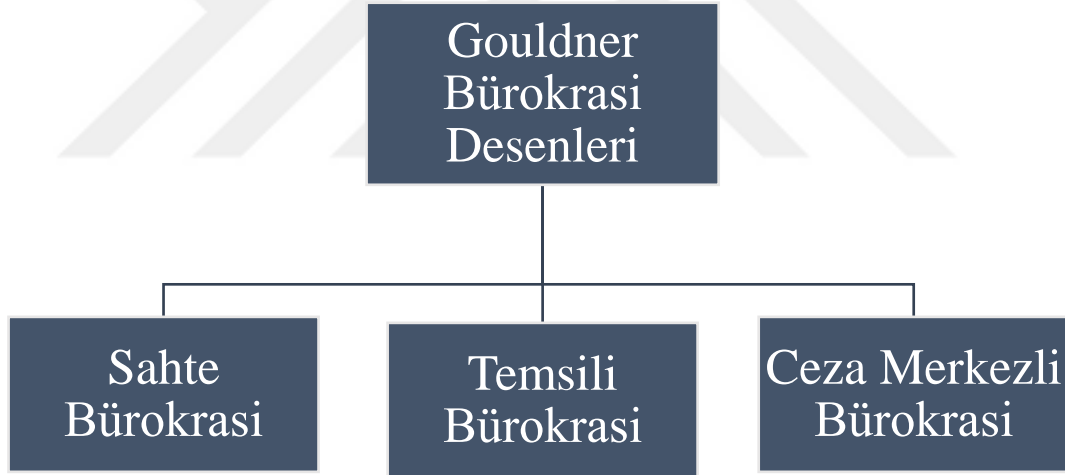 Gouldner
Bürokrasi
Desenleri
Sahte
Bürokrasi
Temsili
Bürokrasi
Ceza Merkezli
Bürokrasi